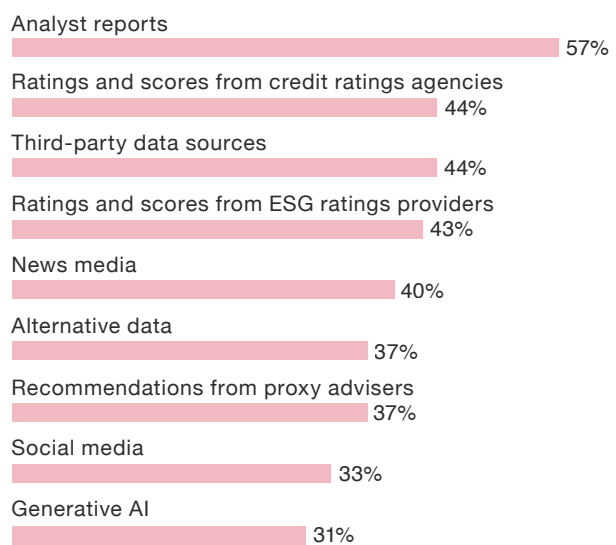 Analyst reports
57%
Ratings and scores from credit ratings agencies
44%
Third-party data sources
44%
Ratings and scores from ESG ratings providers
43%
News media
40%
Alternative data
37%
Recommendations from proxy advisers
37%
Social media
33%
Generative AI
31%